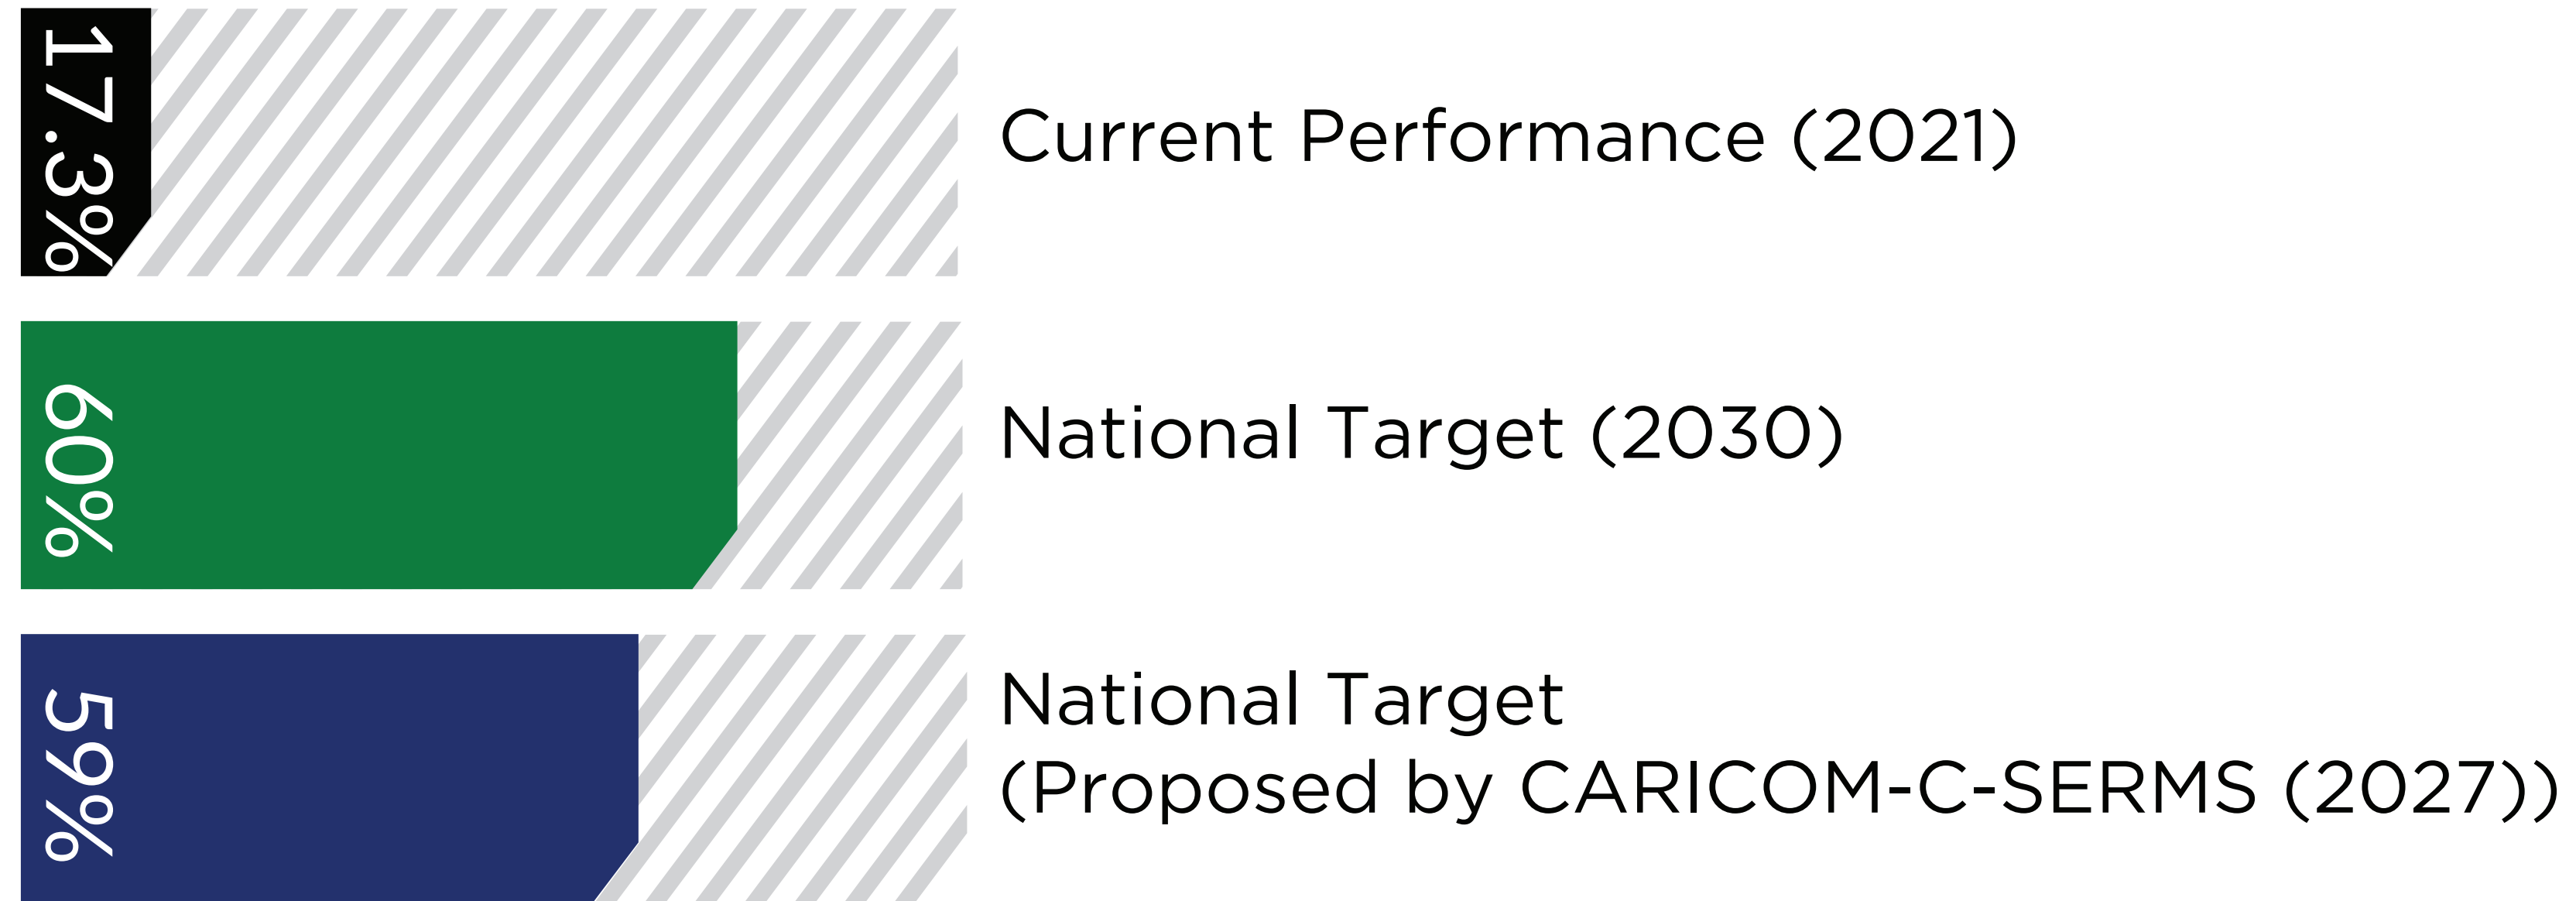 17.3%
Current Performance (2021)
60%
National Target (2030)
59%
National Target
(Proposed by CARICOM-C-SERMS (2027))